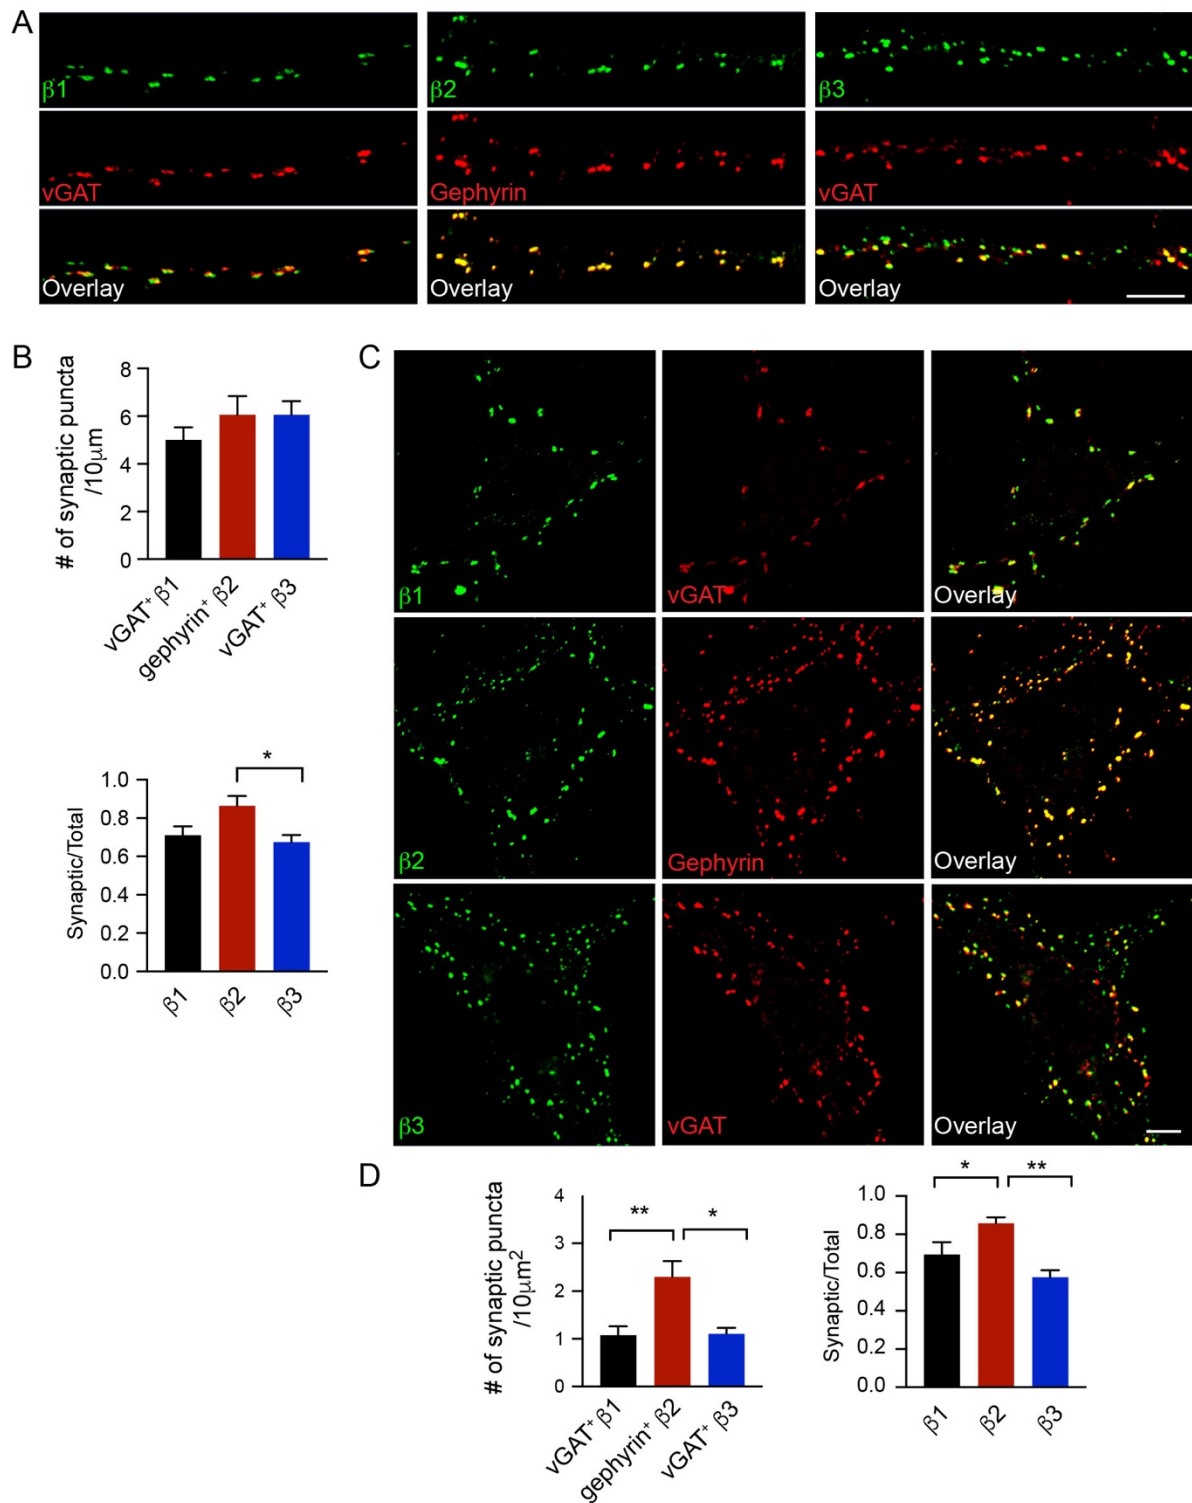 A
β1
β2
β3
vGAT
Gephyrin
vGAT
Overlay
Overlay
Overlay
B
# of synaptic puncta
/10μm
8
6
4
2
0
vGAT⁺ β1
gephyrin⁺ β2
vGAT⁺ β3
*
Synaptic/Total
1.0
0.8
0.6
0.4
0.2
0.0
β1
β2
β3
C
β1
vGAT
Overlay
β2
Gephyrin
Overlay
β3
vGAT
Overlay
D
# of synaptic puncta
/10μm²
4
3
2
1
0
**
*
vGAT⁺ β1
gephyrin⁺ β2
vGAT⁺ β3
Synaptic/Total
1.0
0.8
0.6
0.4
0.2
0.0
*
**
β1
β2
β3